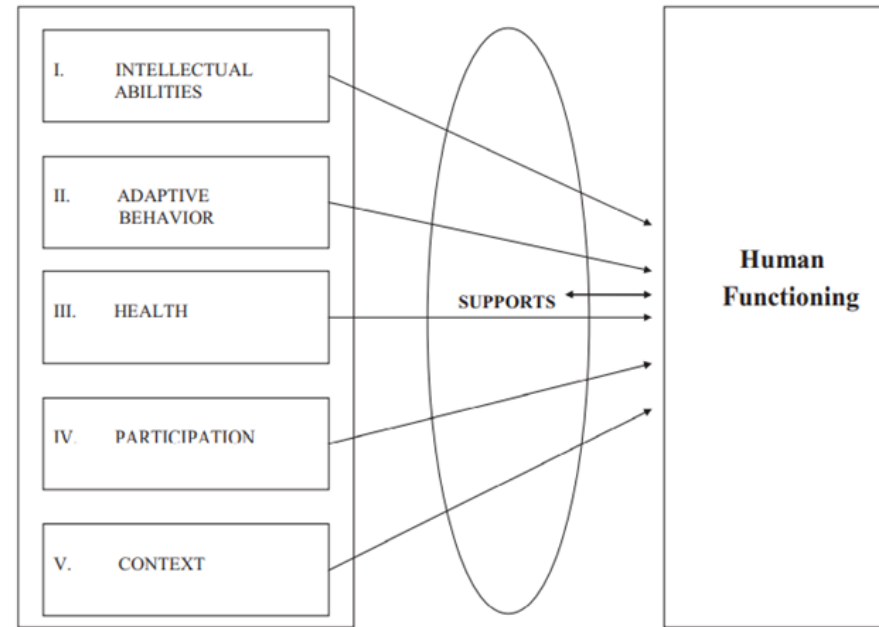 I. INTELLECTUAL
ABILITIES
II. ADAPTIVE
BEHAVIOR
III. HEALTH
IV. PARTICIPATION
V. CONTEXT
SUPPORTS
Human
Functioning